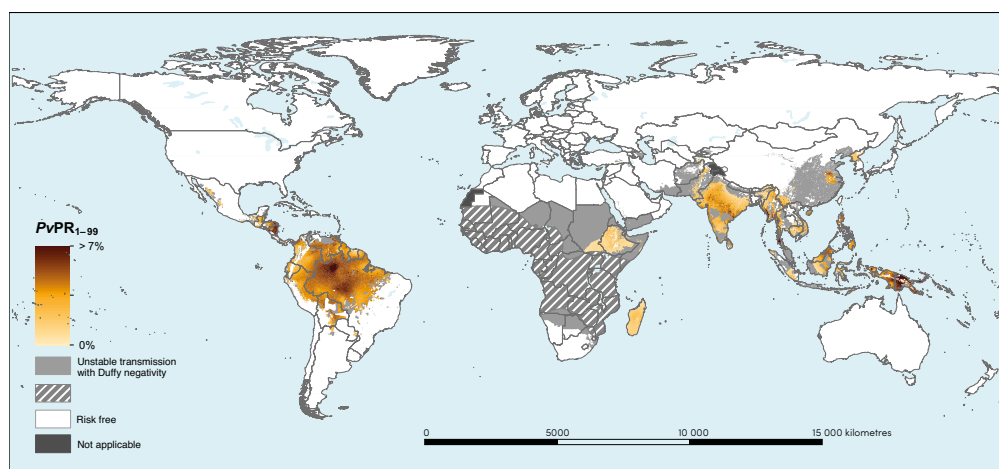 PvPR1–99
> 7%
0%
Unstable transmission
with Duffy negativity
Risk free
Not applicable
0 5000 10 000 15 000 kilometres